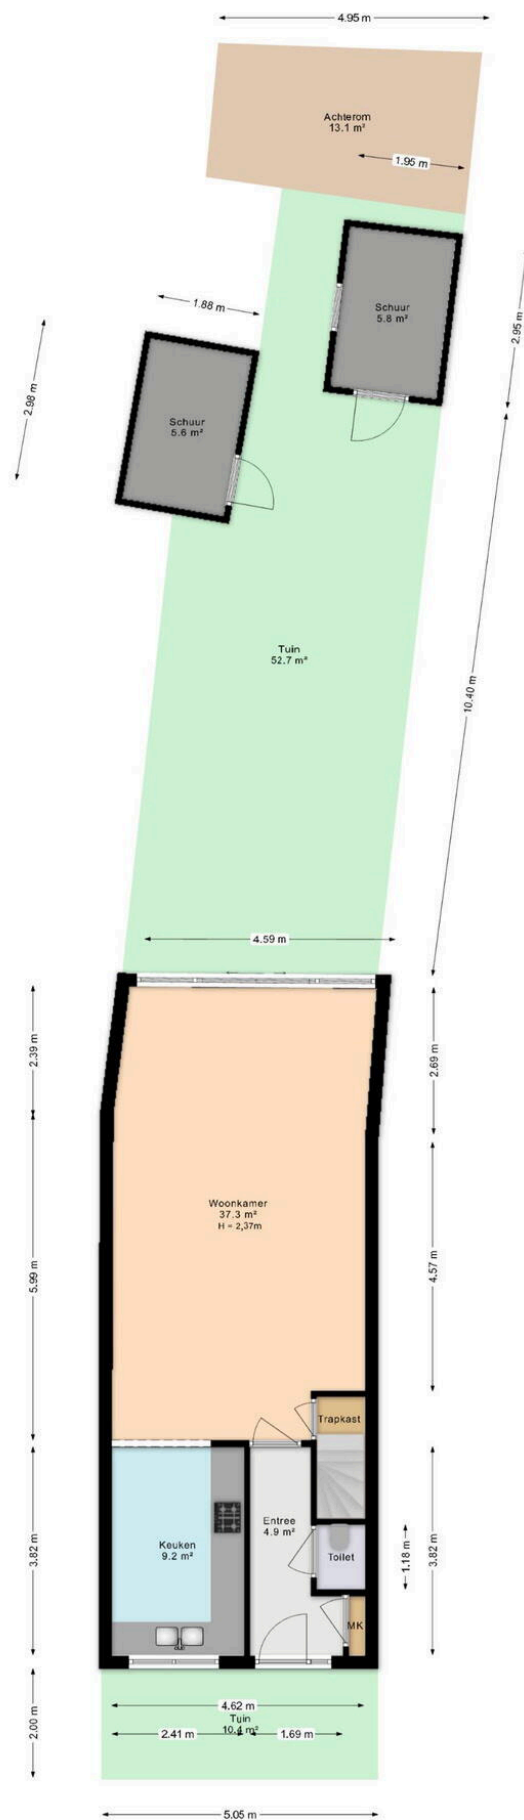 4.95 m
Achterom
13.1 m²
1.95 m
Schuur
5.8 m²
2.95 m
1.88 m
2.98 m
Schuur
5.6 m²
Tuin
52.7 m²
10.40 m
4.59 m
2.39 m
2.69 m
Woonkamer
37.3 m²
H = 2,37m
5.99 m
4.57 m
Trapkast
Entree
4.9 m²
Keuken
9.2 m²
Toilet
3.82 m
1.18 m
3.82 m
MK
2.00 m
4.62 m
Tuin
10.4 m²
2.41 m
1.69 m
5.05 m